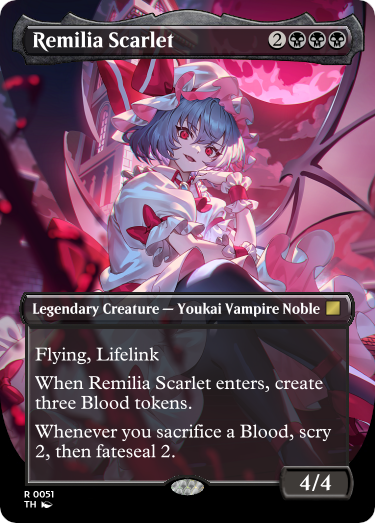 Remilia Scarlet 2
Legendary Creature — Youkai Vampire Noble
Flying, Lifelink
When Remilia Scarlet enters, create
three Blood tokens.
Whenever you sacrifice a Blood, scry
2, then fateseal 2.
4/4
R 0051
TH